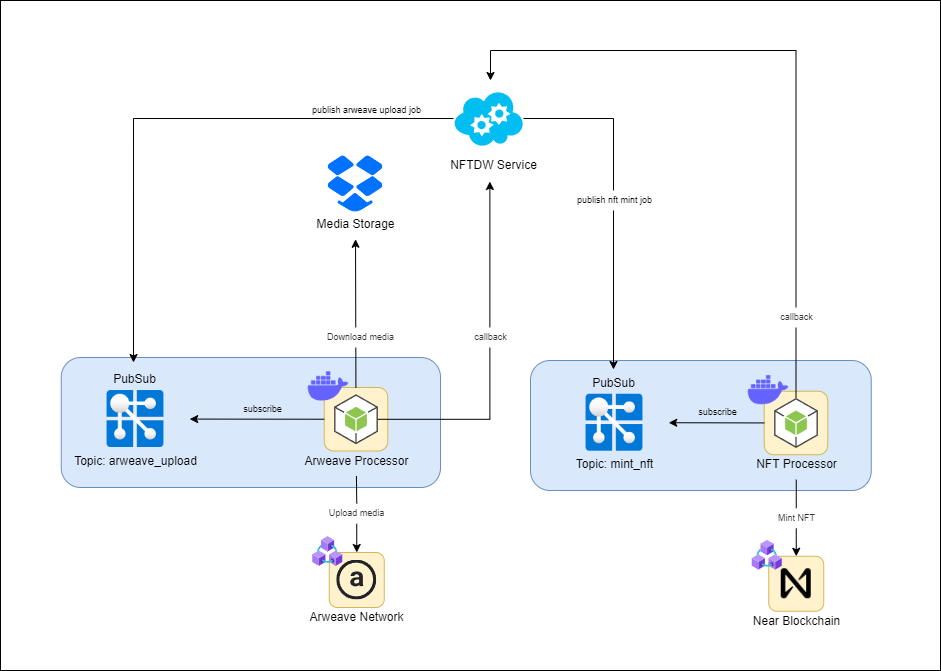 publish arweave upload job
NFTDW Service
Media Storage
publish nft mint job
callback
Download media
callback
PubSub
subscribe
Topic: arweave_upload
Arweave Processor
PubSub
subscribe
Topic: mint_nft
NFT Processor
Upload media
Mint NFT
a
Arweave Network
Near Blockchain